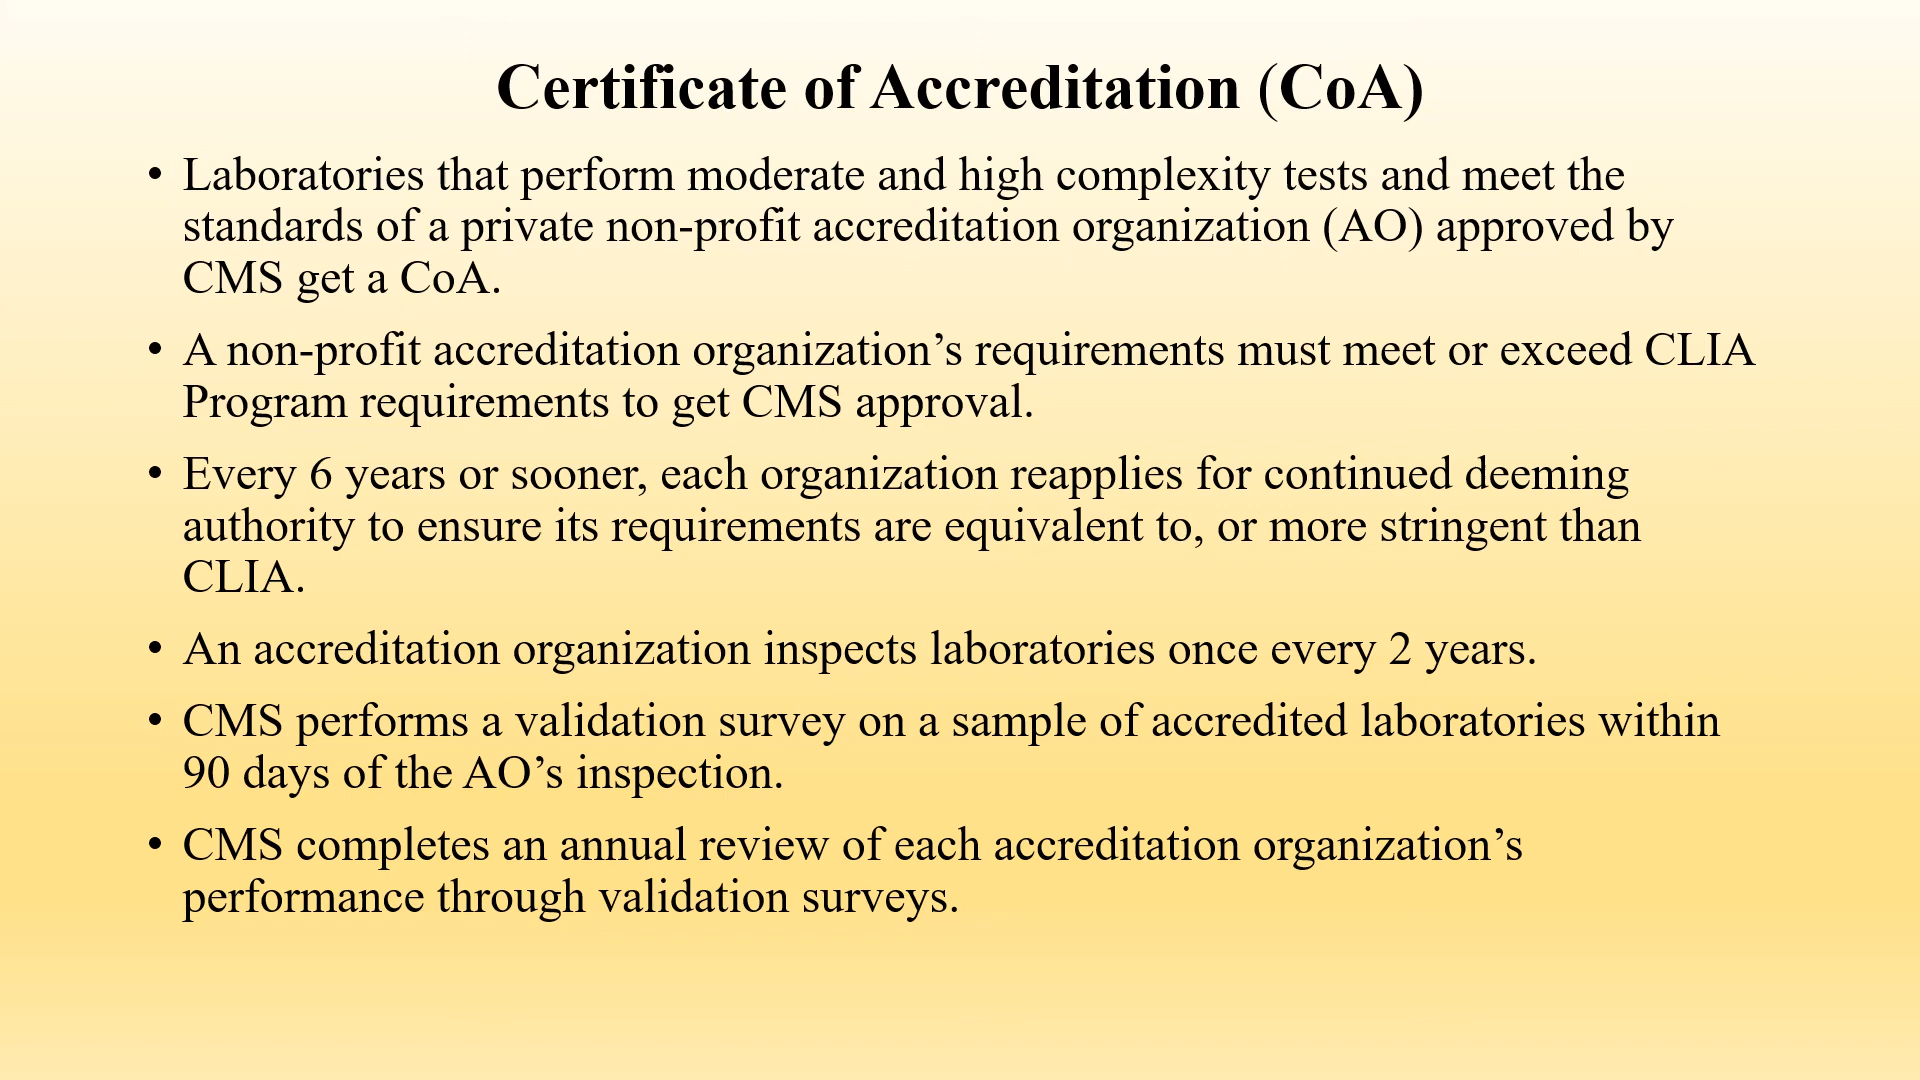 Certificate of Accreditation (CoA)
• Laboratories that perform moderate and high complexity tests and meet the
standards of a private non-profit accreditation organization (AO) approved by
CMS get a CoA.
• A non-profit accreditation organization’s requirements must meet or exceed CLIA
Program requirements to get CMS approval.
• Every 6 years or sooner, each organization reapplies for continued deeming
authority to ensure its requirements are equivalent to, or more stringent than
CLIA.
• An accreditation organization inspects laboratories once every 2 years.
• CMS performs a validation survey on a sample of accredited laboratories within
90 days of the AO’s inspection.
• CMS completes an annual review of each accreditation organization’s
performance through validation surveys.